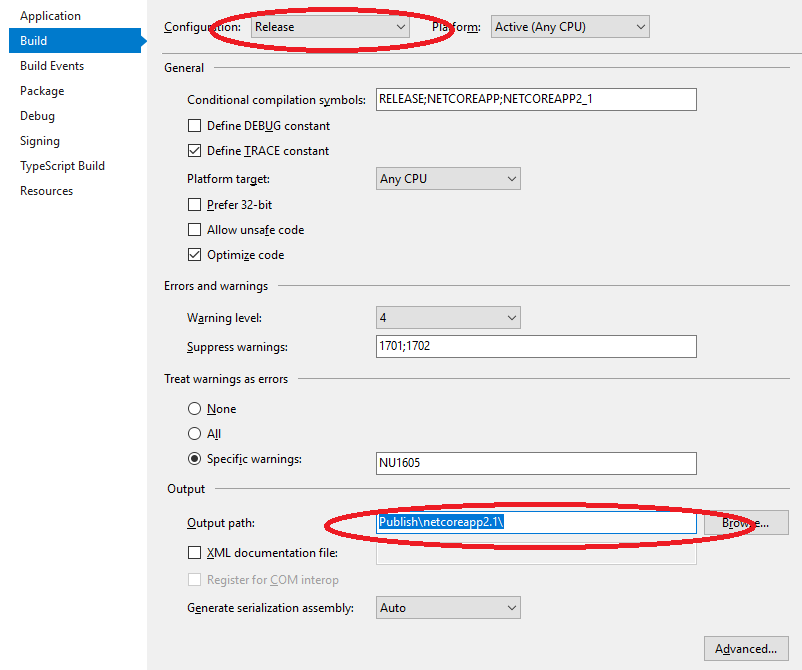 Application
Build
Build Events
Package
Debug
Signing
TypeScript Build
Resources
Configuration: Release Platform: Active (Any CPU)
General
Conditional compilation symbols: RELEASE;NETCOREAPP;NETCOREAPP2_1
Define DEBUG constant
Define TRACE constant
Platform target: Any CPU
Prefer 32-bit
Allow unsafe code
Optimize code
Errors and warnings
Warning level: 4
Suppress warnings: 1701;1702
Treat warnings as errors
None
All
Specific warnings: NU1605
Output
Output path: Publish\netcoreapp2.1\ Browse...
XML documentation file:
Register for COM interop
Generate serialization assembly: Auto
Advanced...